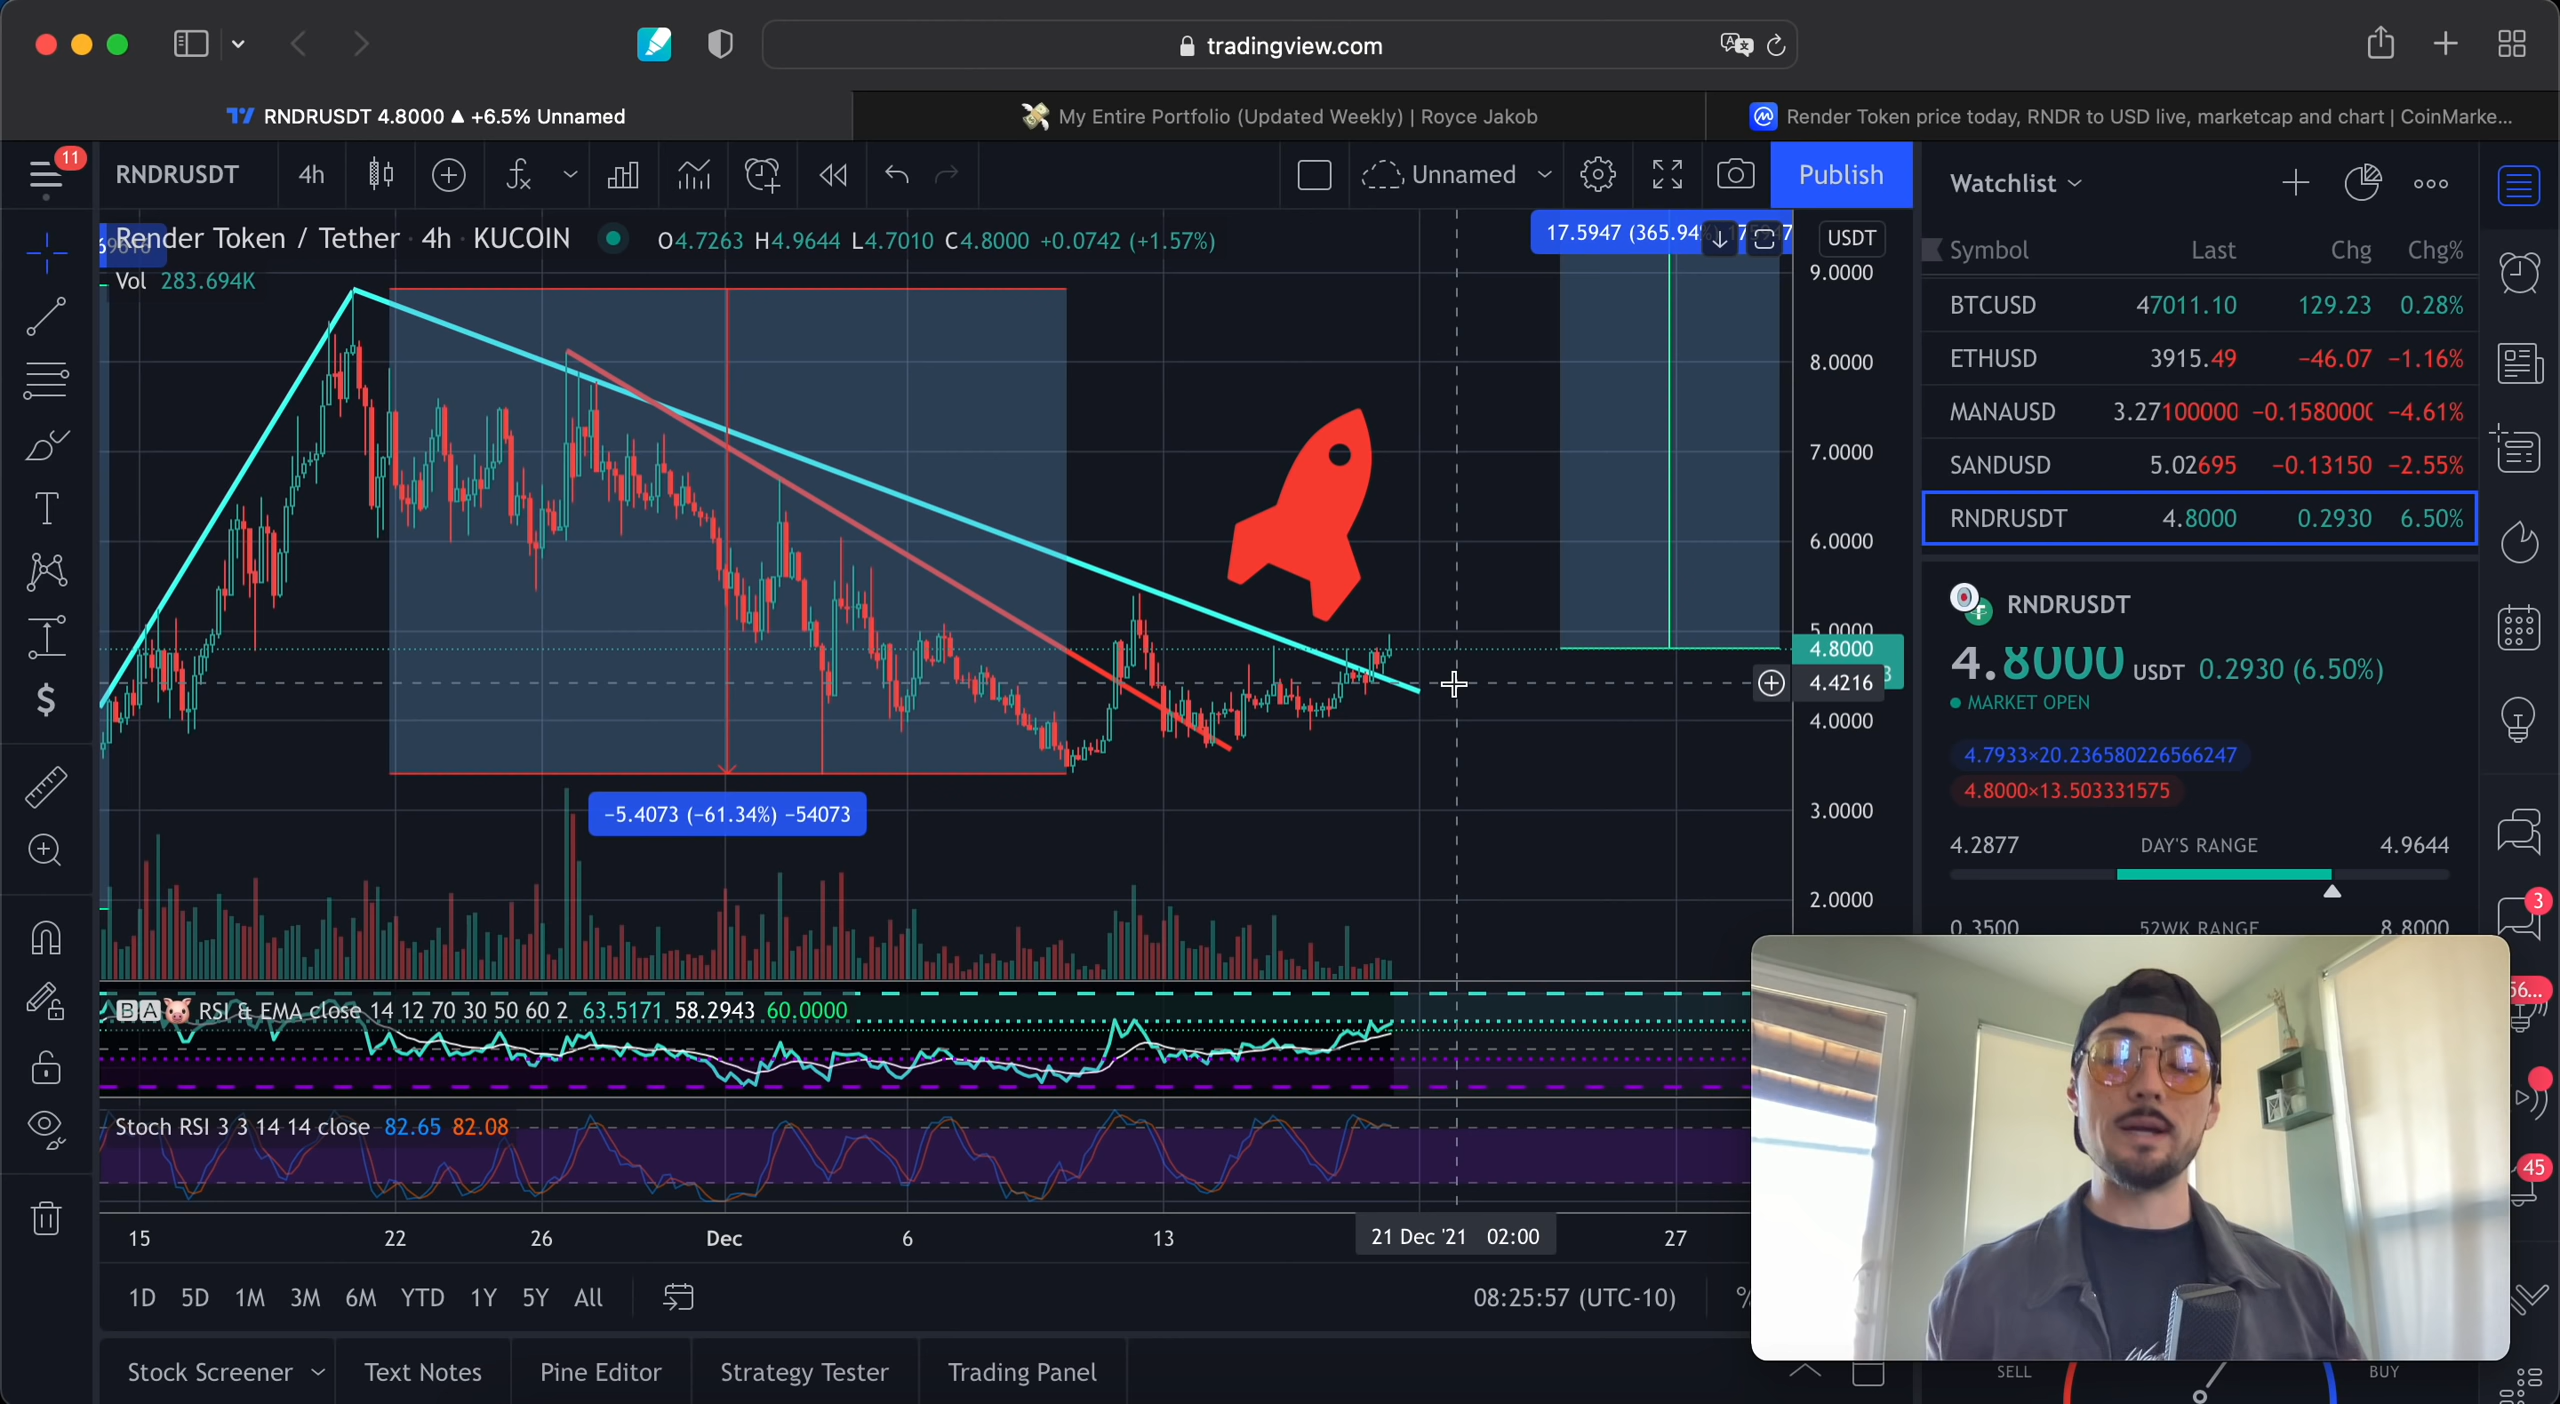 tradingview.com
RNDRUSDT 4.8000 ▲ +6.5% Unnamed
My Entire Portfolio (Updated Weekly) | Royce Jakob
Render Token price today, RNDR to USD live, marketcap and chart | CoinMarke...
11
RNDRUSDT
4h
Unnamed
Publish
Watchlist
Render Token / Tether · 4h · KUCOIN
O4.7263 H4.9644 L4.7010 C4.8000 +0.0742 (+1.57%)
Vol 283.694K
17.5947 (365.94%)
USDT
Symbol Last Chg Chg%
BTCUSD 47011.10 129.23 0.28%
ETHUSD 3915.49 −46.07 −1.16%
MANAUSD 3.27100000 −0.1580000 −4.61%
SANDUSD 5.02695 −0.13150 −2.55%
RNDRUSDT 4.8000 0.2930 6.50%
9.0000
8.0000
7.0000
6.0000
5.0000
4.8000
4.4216
4.0000
3.0000
2.0000
−5.4073 (−61.34%) −54073
RNDRUSDT
4.8000 USDT 0.2930 (6.50%)
MARKET OPEN
4.7933×20.236580226566247
4.8000×13.503331575
4.2877 DAY'S RANGE 4.9644
0.3500 52WK RANGE 8.8000
3
56...
45
BA RSI & EMA close 14 12 70 30 50 60 2 63.5171 58.2943 60.0000
Stoch RSI 3 3 14 14 close 82.65 82.08
15 22 26 Dec 6 13 21 Dec '21 02:00 27
1D 5D 1M 3M 6M YTD 1Y 5Y All
08:25:57 (UTC-10)
%
Stock Screener
Text Notes
Pine Editor
Strategy Tester
Trading Panel
SELL
BUY